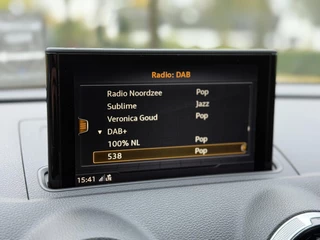 Radio: DAB
Radio Noordzee Pop
Sublime Jazz
Veronica Goud Pop
DAB+
100% NL Pop
538 Pop
15:41